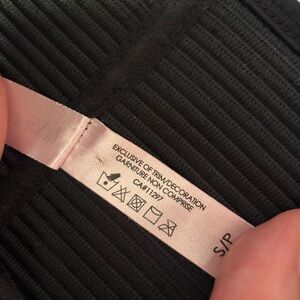 EXCLUSIVE OF TRIM/DECORATION
GARNITURE NON COMPRISE
CA#11297
S/P